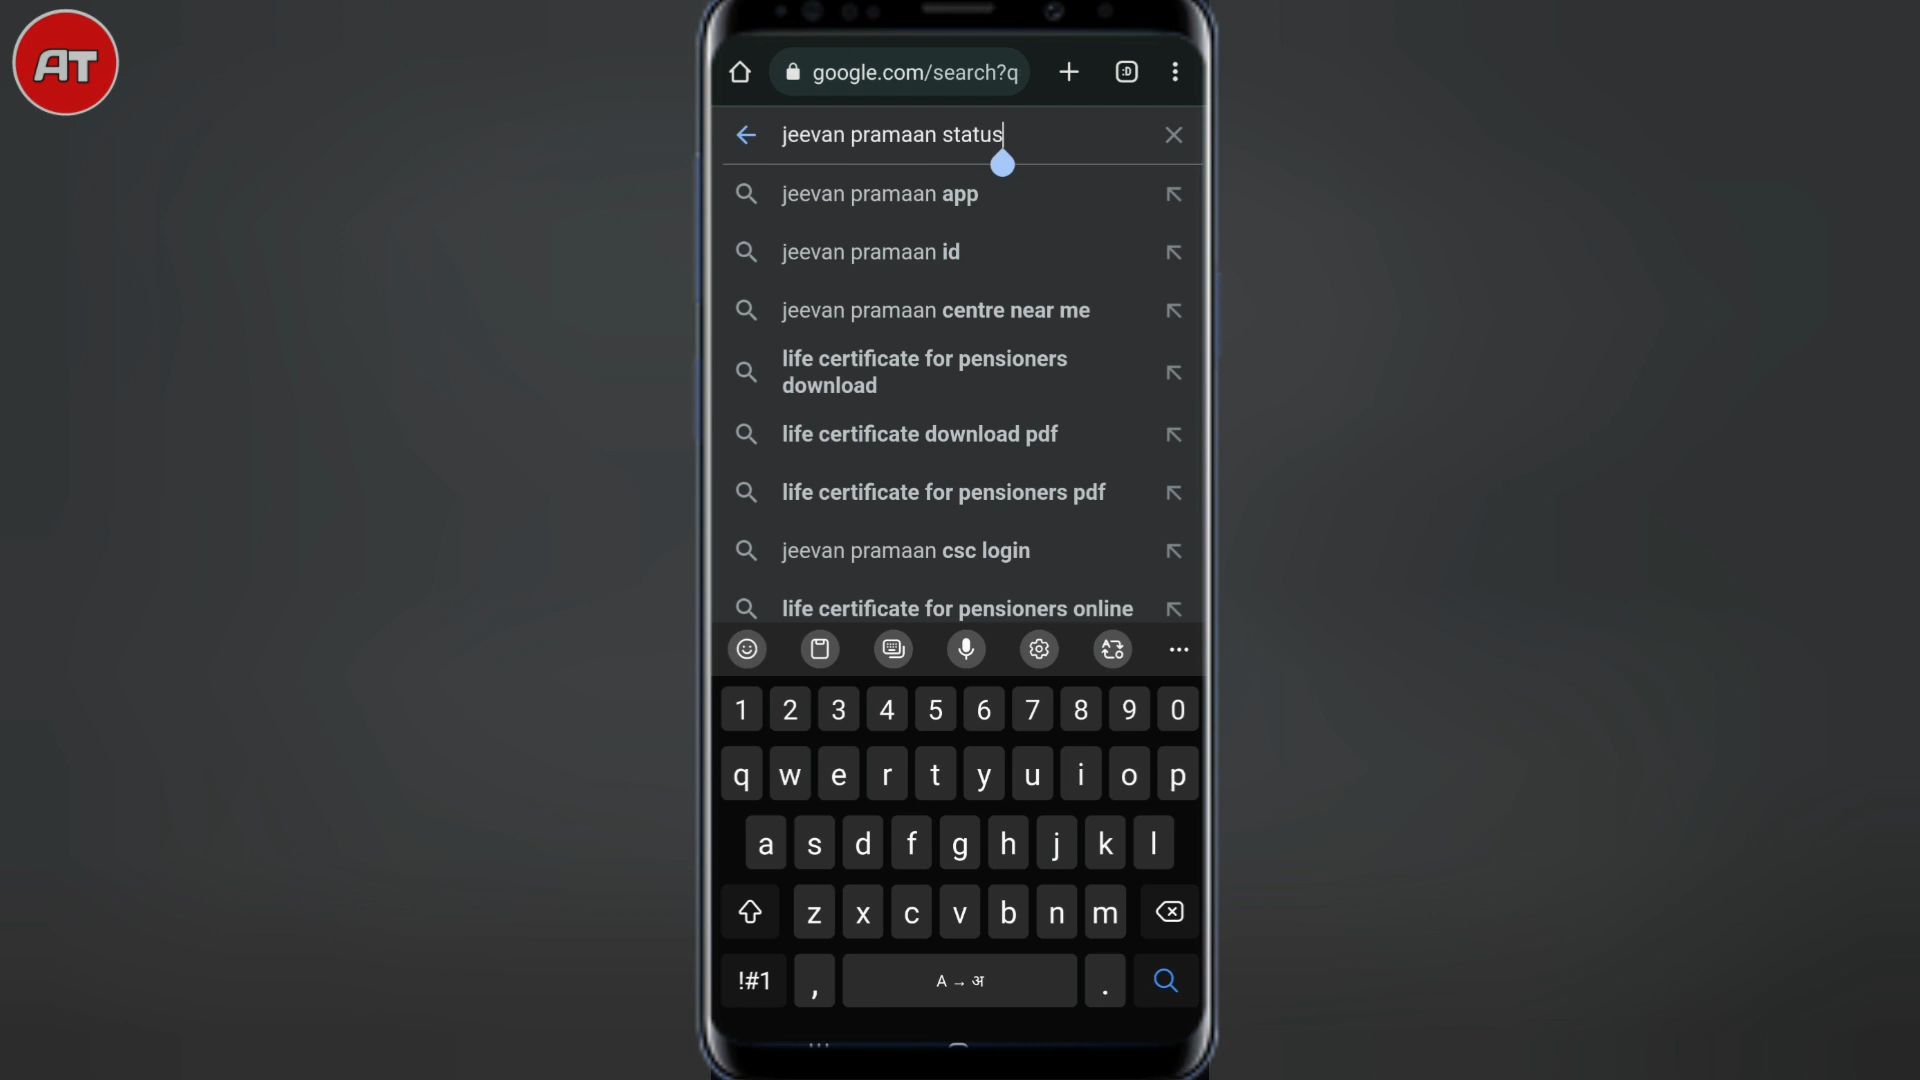 AT
google.com/search?q
:D
jeevan pramaan status
jeevan pramaan app
jeevan pramaan id
jeevan pramaan centre near me
life certificate for pensioners
download
life certificate download pdf
life certificate for pensioners pdf
jeevan pramaan csc login
life certificate for pensioners online
1 2 3 4 5 6 7 8 9 0
q w e r t y u i o p
a s d f g h j k l
z x c v b n m
!#1 , A → अ .